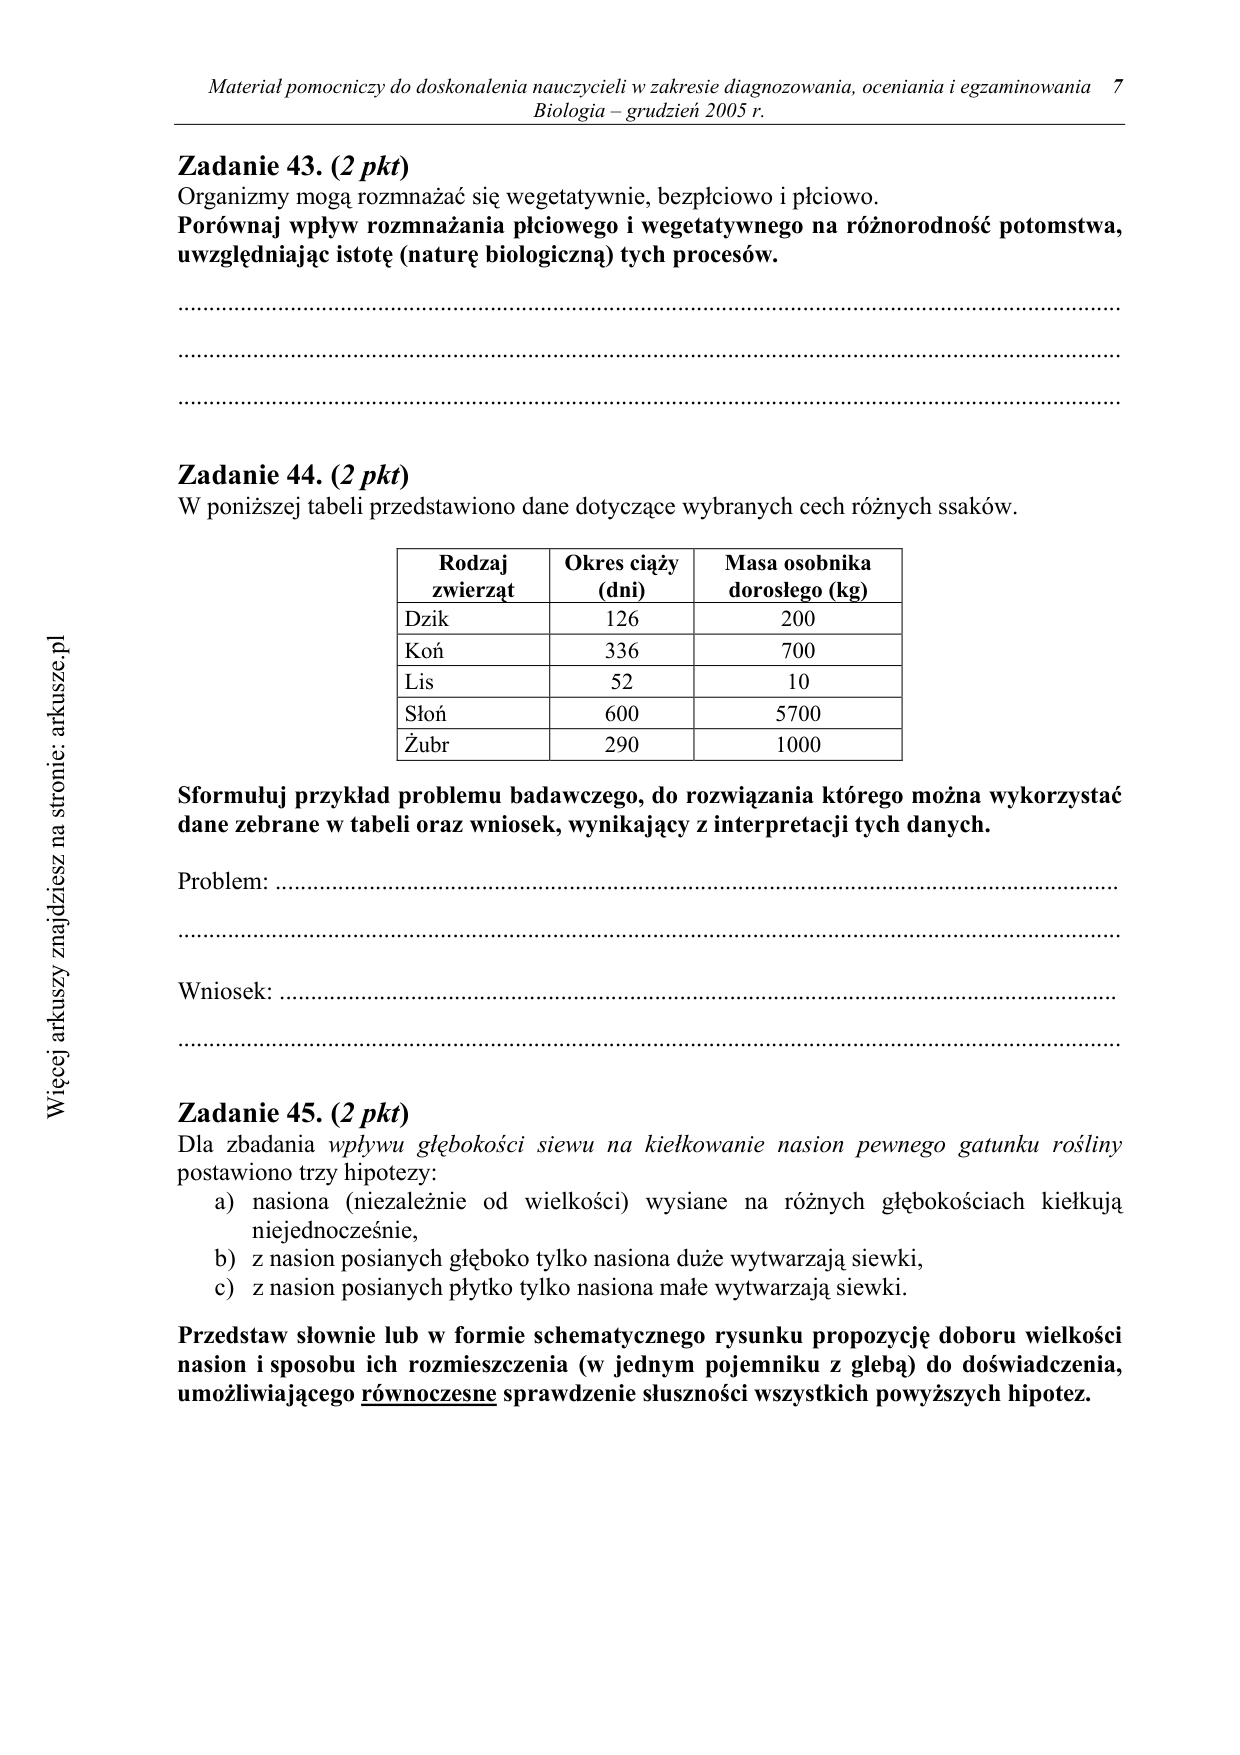 Materiał pomocniczy do doskonalenia nauczycieli w zakresie diagnozowania, oceniania i egzaminowania 7
Biologia – grudzień 2005 r.
Zadanie 43. (2 pkt)
Organizmy mogą rozmnażać się wegetatywnie, bezpłciowo i płciowo.
Porównaj wpływ rozmnażania płciowego i wegetatywnego na różnorodność potomstwa,
uwzględniając istotę (naturę biologiczną) tych procesów.
Zadanie 44. (2 pkt)
W poniższej tabeli przedstawiono dane dotyczące wybranych cech różnych ssaków.
Rodzaj zwierząt Okres ciąży (dni) Masa osobnika dorosłego (kg)
Dzik 126 200
Koń 336 700
Lis 52 10
Słoń 600 5700
Żubr 290 1000
Sformułuj przykład problemu badawczego, do rozwiązania którego można wykorzystać
dane zebrane w tabeli oraz wniosek, wynikający z interpretacji tych danych.
Problem: ..........
Wniosek: ..........
Zadanie 45. (2 pkt)
Dla zbadania wpływu głębokości siewu na kiełkowanie nasion pewnego gatunku rośliny
postawiono trzy hipotezy:
a) nasiona (niezależnie od wielkości) wysiane na różnych głębokościach kiełkują
niejednocześnie,
b) z nasion posianych głęboko tylko nasiona duże wytwarzają siewki,
c) z nasion posianych płytko tylko nasiona małe wytwarzają siewki.
Przedstaw słownie lub w formie schematycznego rysunku propozycję doboru wielkości
nasion i sposobu ich rozmieszczenia (w jednym pojemniku z glebą) do doświadczenia,
umożliwiającego równoczesne sprawdzenie słuszności wszystkich powyższych hipotez.
Więcej arkuszy znajdziesz na stronie: arkusze.pl